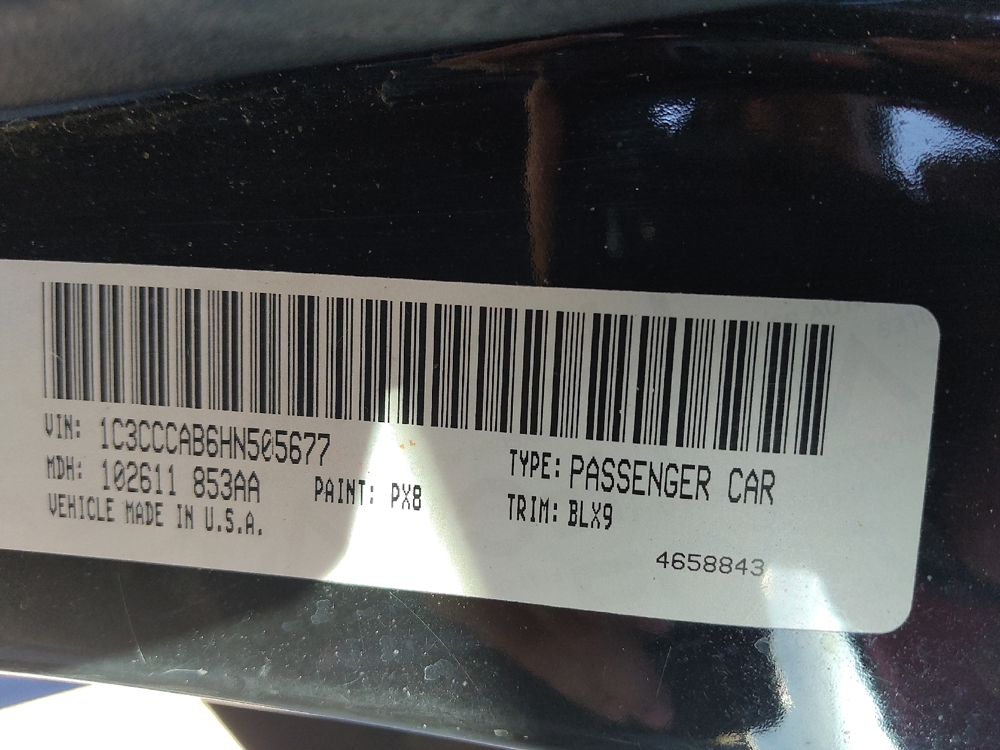 VIN: 1C3CCCAB6HN505677
MDH: 102611 853AA PAINT: PX8
VEHICLE MADE IN U.S.A.
TYPE: PASSENGER CAR
TRIM: BLX9
4658843